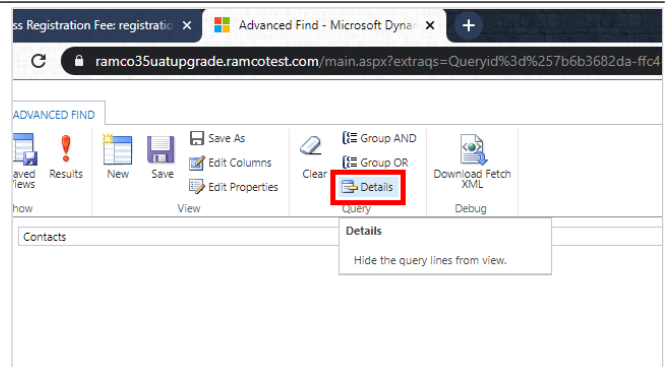 ss Registration Fee: registratio
Advanced Find - Microsoft Dynar
ramco35uatupgrade.ramcotest.com/main.aspx?extraqs=Queryid%3d%257b6b3682da-ffc4
ADVANCED FIND
aved
Views
Results
New
Save
Save As
Edit Columns
Edit Properties
Clear
Group AND
Group OR
Details
Download Fetch
XML
how
View
Query
Debug
Contacts
Details
Hide the query lines from view.